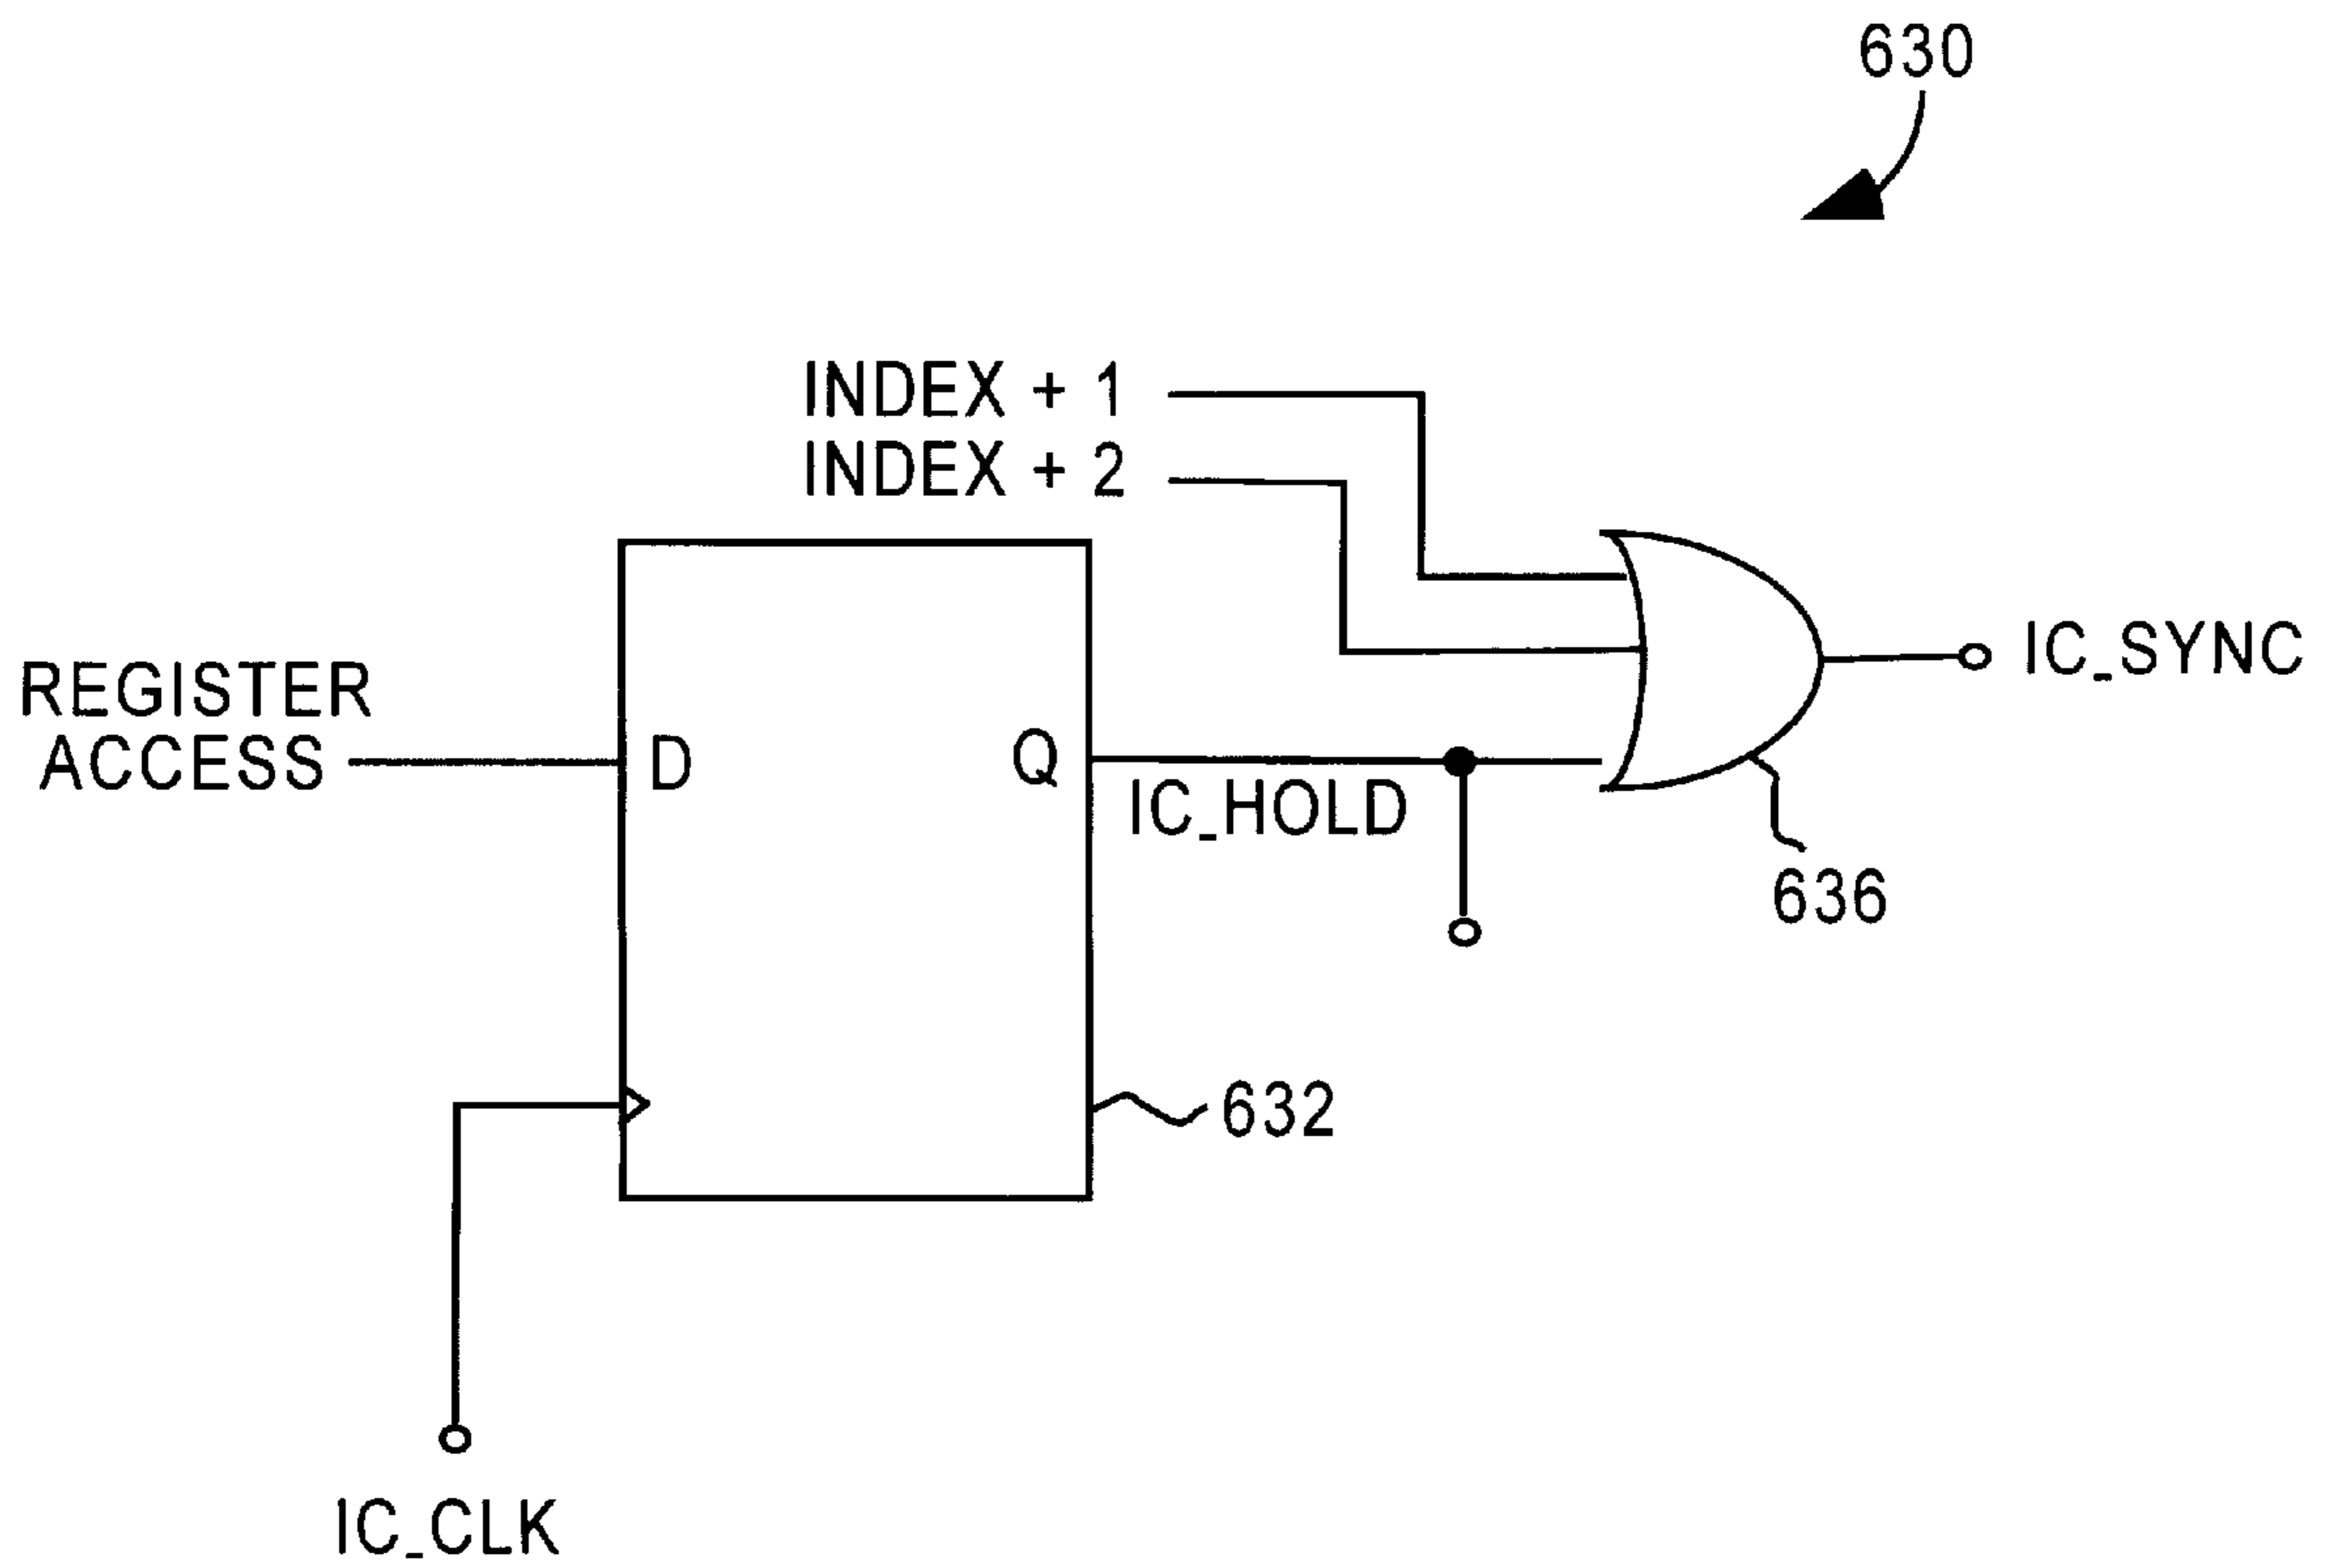 630
INDEX + 1
INDEX + 2
IC_SYNC
REGISTER
ACCESS
D
Q
IC_HOLD
636
632
IC_CLK